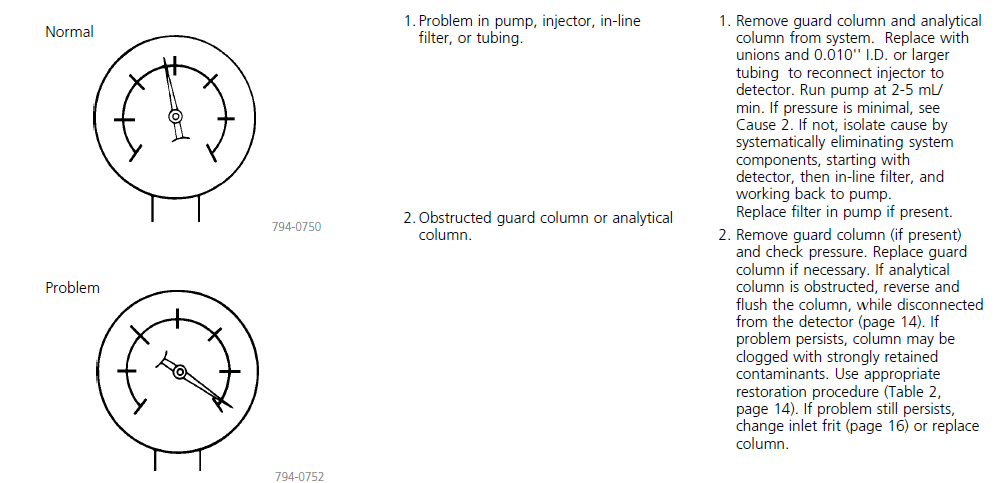 Normal
794-0750
Problem
794-0752
1. Problem in pump, injector, in-line
filter, or tubing.
2. Obstructed guard column or analytical
column.
1. Remove guard column and analytical
column from system.  Replace with
unions and 0.010'' I.D. or larger
tubing  to reconnect injector to
detector. Run pump at 2-5 mL/
min. If pressure is minimal, see
Cause 2. If not, isolate cause by
systematically eliminating system
components, starting with
detector, then in-line filter, and
working back to pump.
Replace filter in pump if present.
2. Remove guard column (if present)
and check pressure. Replace guard
column if necessary. If analytical
column is obstructed, reverse and
flush the column, while disconnected
from the detector (page 14). If
problem persists, column may be
clogged with strongly retained
contaminants. Use appropriate
restoration procedure (Table 2,
page 14). If problem still persists,
change inlet frit (page 16) or replace
column.